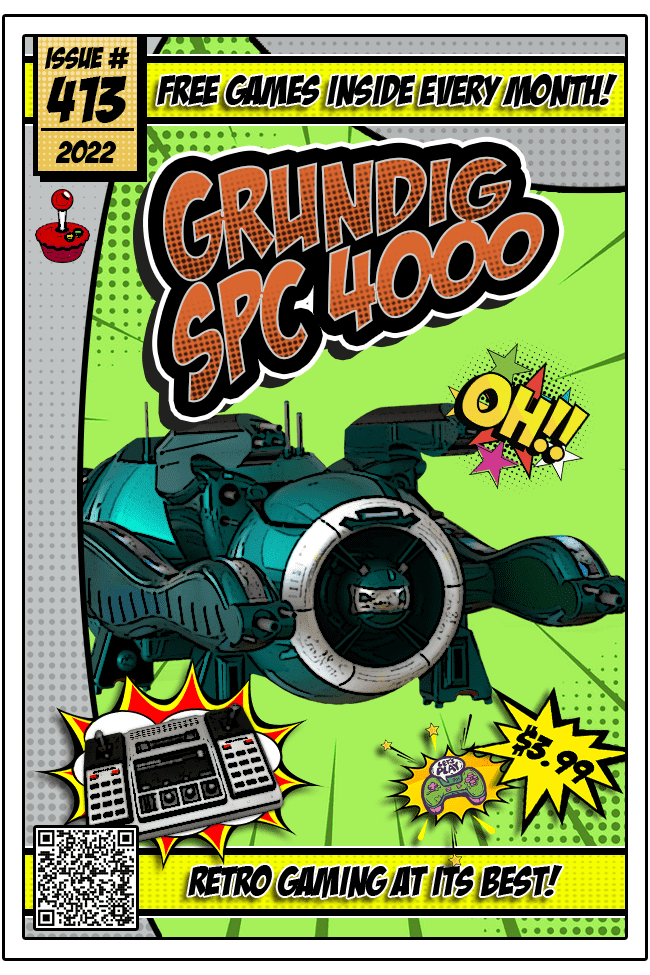 ISSUE #
413
2022
FREE GAMES INSIDE EVERY MONTH!
GRUNDIG
SPC 4000
OH!!
LET'S
PLAY
3.99
RETRO GAMING AT ITS BEST!